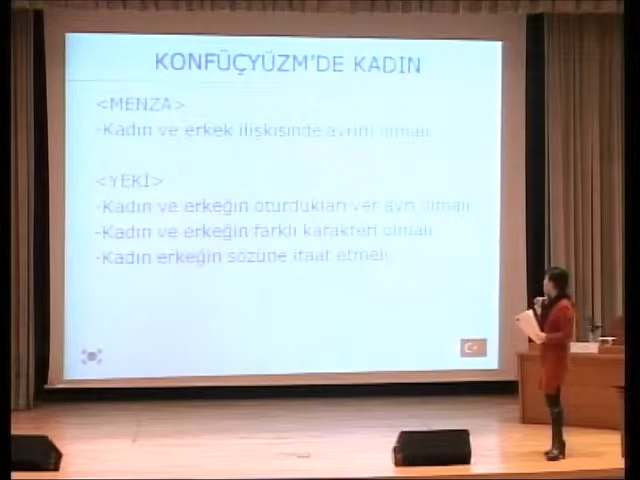 KONFÜÇYÜZM'DE KADIN
<MENZA>
-Kadın ve erkek ilişkisinde ayrım olmalı
<YEKİ>
-Kadın ve erkeğin oturdukları yer ayrı olmalı
-Kadın ve erkeğin farklı karakteri olmalı
-Kadın erkeğin sözüne itaat etmeli